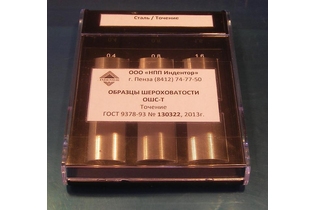 Сталь / Точение
0,4 0,8 1,6
ООО «НПП Индентор»
г. Пенза (8412) 74-77-50
ОБРАЗЦЫ ШЕРОХОВАТОСТИ
ОШС-Т
Точение
ГОСТ 9378-93 № 130322, 2013г.